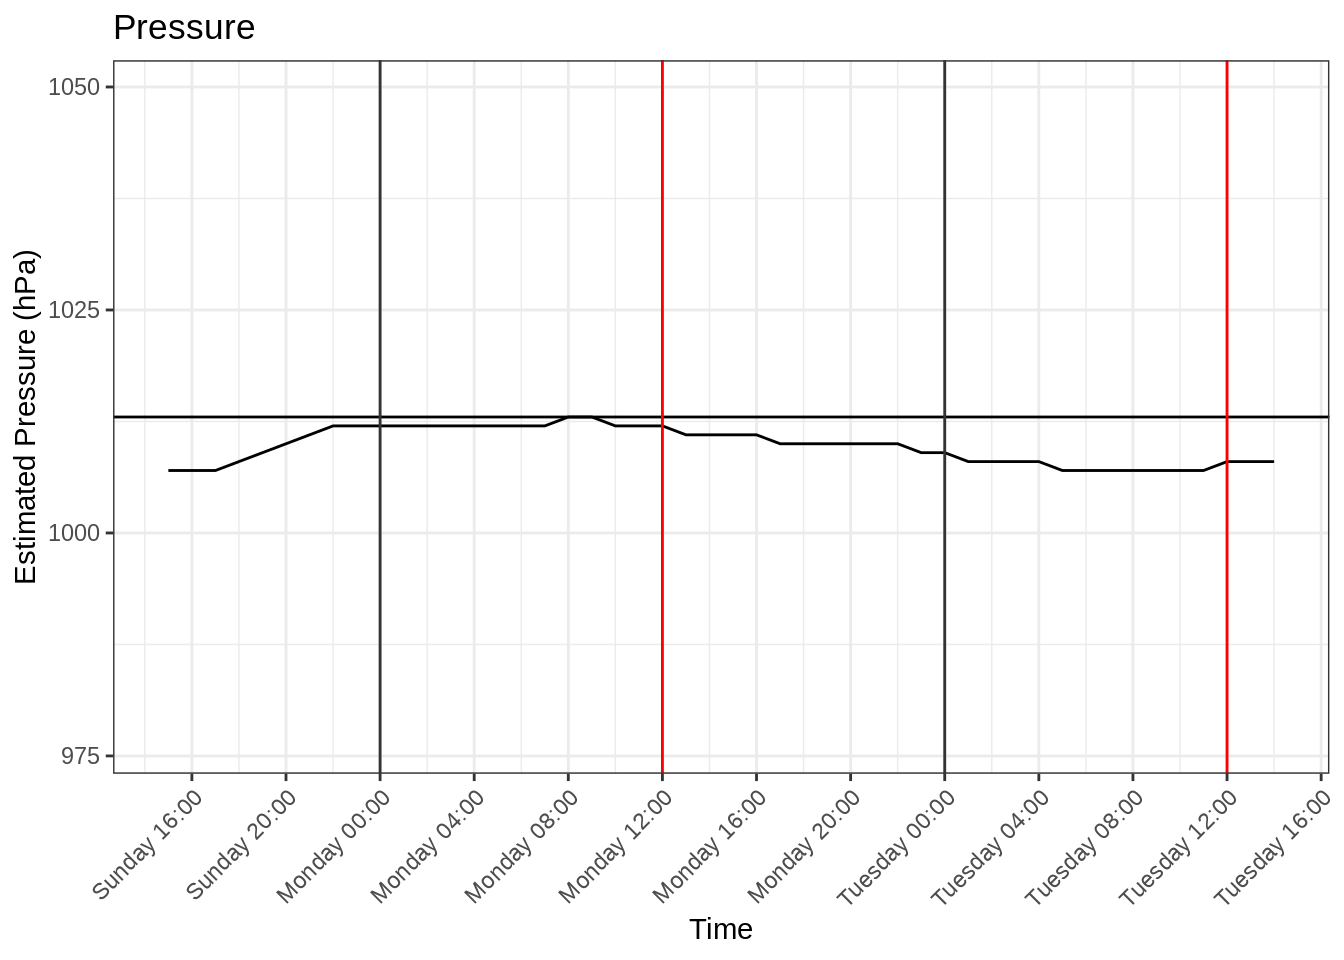 Pressure
Estimated Pressure (hPa)
1050
1025
1000
975
Sunday 16:00
Sunday 20:00
Monday 00:00
Monday 04:00
Monday 08:00
Monday 12:00
Monday 16:00
Monday 20:00
Tuesday 00:00
Tuesday 04:00
Tuesday 08:00
Tuesday 12:00
Tuesday 16:00
Time